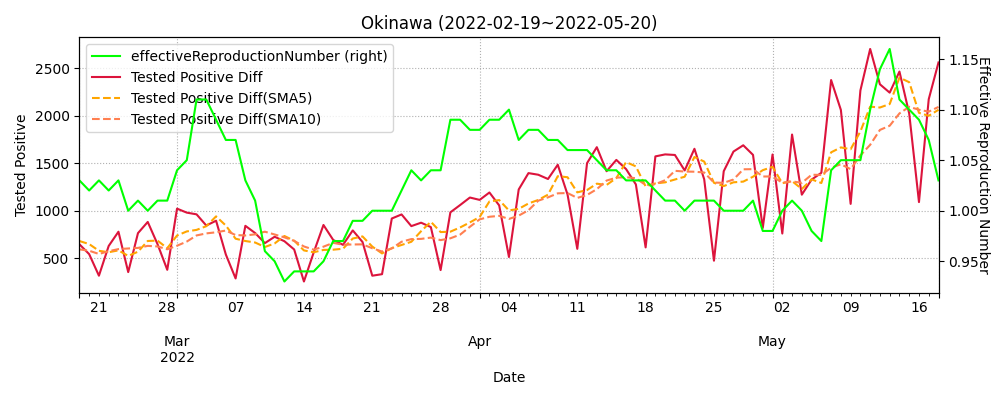 Okinawa (2022-02-19~2022-05-20)
effectiveReproductionNumber (right)
Tested Positive Diff
Tested Positive Diff(SMA5)
Tested Positive Diff(SMA10)
Tested Positive
2500
2000
1500
1000
500
Effective Reproduction Number
1.15
1.10
1.05
1.00
0.95
21 28 07 14 21 28 04 11 18 25 02 09 16
Mar Apr May
2022
Date